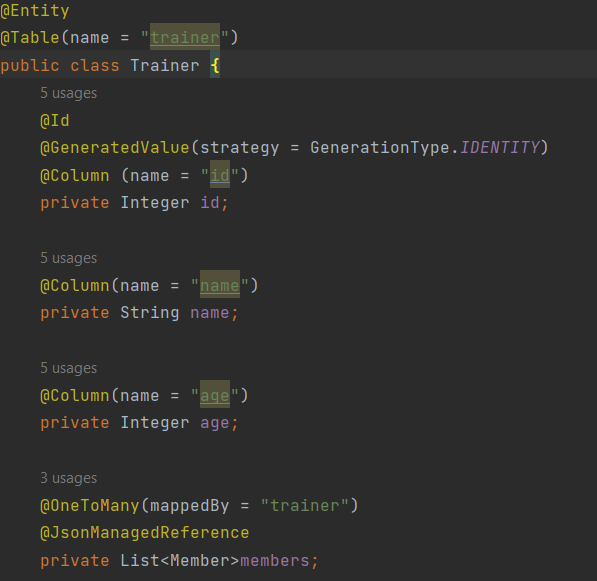 @Entity
@Table(name = "trainer")
public class Trainer {
5 usages
@Id
@GeneratedValue(strategy = GenerationType.IDENTITY)
@Column (name = "id")
private Integer id;
5 usages
@Column(name = "name")
private String name;
5 usages
@Column(name = "age")
private Integer age;
3 usages
@OneToMany(mappedBy = "trainer")
@JsonManagedReference
private List<Member>members;